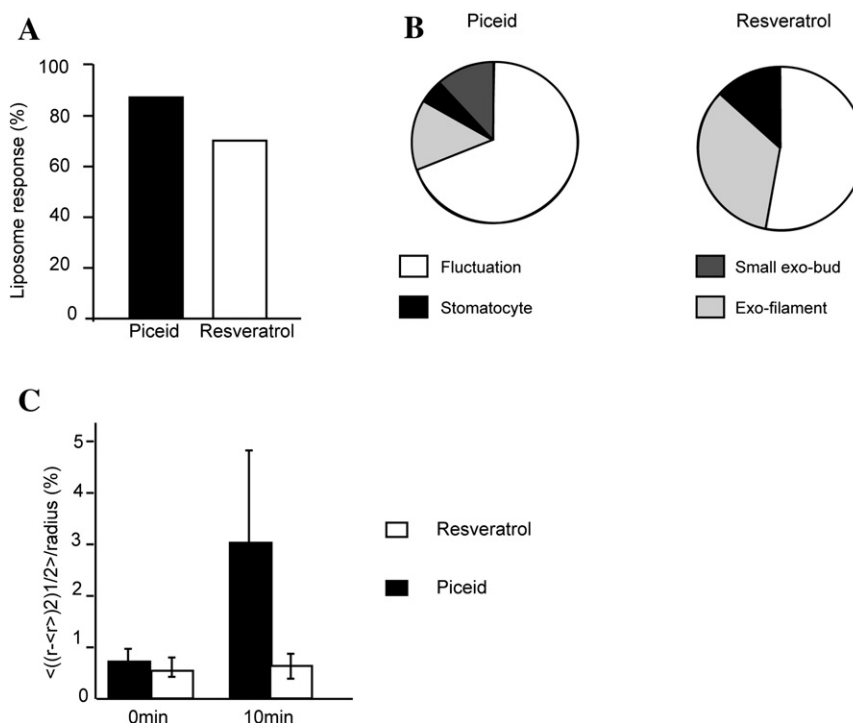 A
Liposome response (%)
100
80
60
40
20
0
Piceid
Resveratrol
B
Piceid
Resveratrol
Fluctuation
Small exo-bud
Stomatocyte
Exo-filament
C
<((r-<r>)2)1/2>/radius (%)
5
4
3
2
1
0
0min
10min
Resveratrol
Piceid